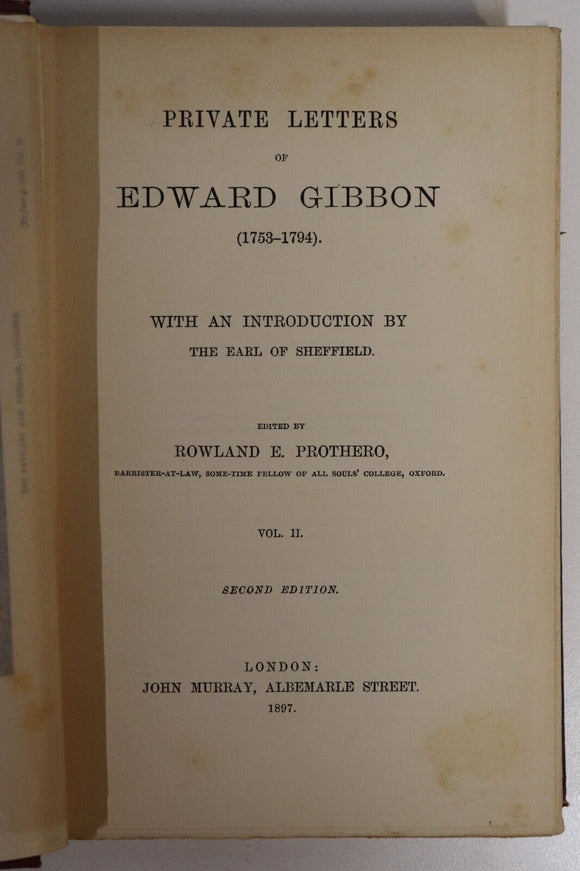 PRIVATE LETTERS
OF
EDWARD GIBBON
(1753–1794).
WITH AN INTRODUCTION BY
THE EARL OF SHEFFIELD.
EDITED BY
ROWLAND E. PROTHERO,
BARRISTER-AT-LAW, SOME-TIME FELLOW OF ALL SOULS' COLLEGE, OXFORD.
VOL. II.
SECOND EDITION.
LONDON:
JOHN MURRAY, ALBEMARLE STREET.
1897.